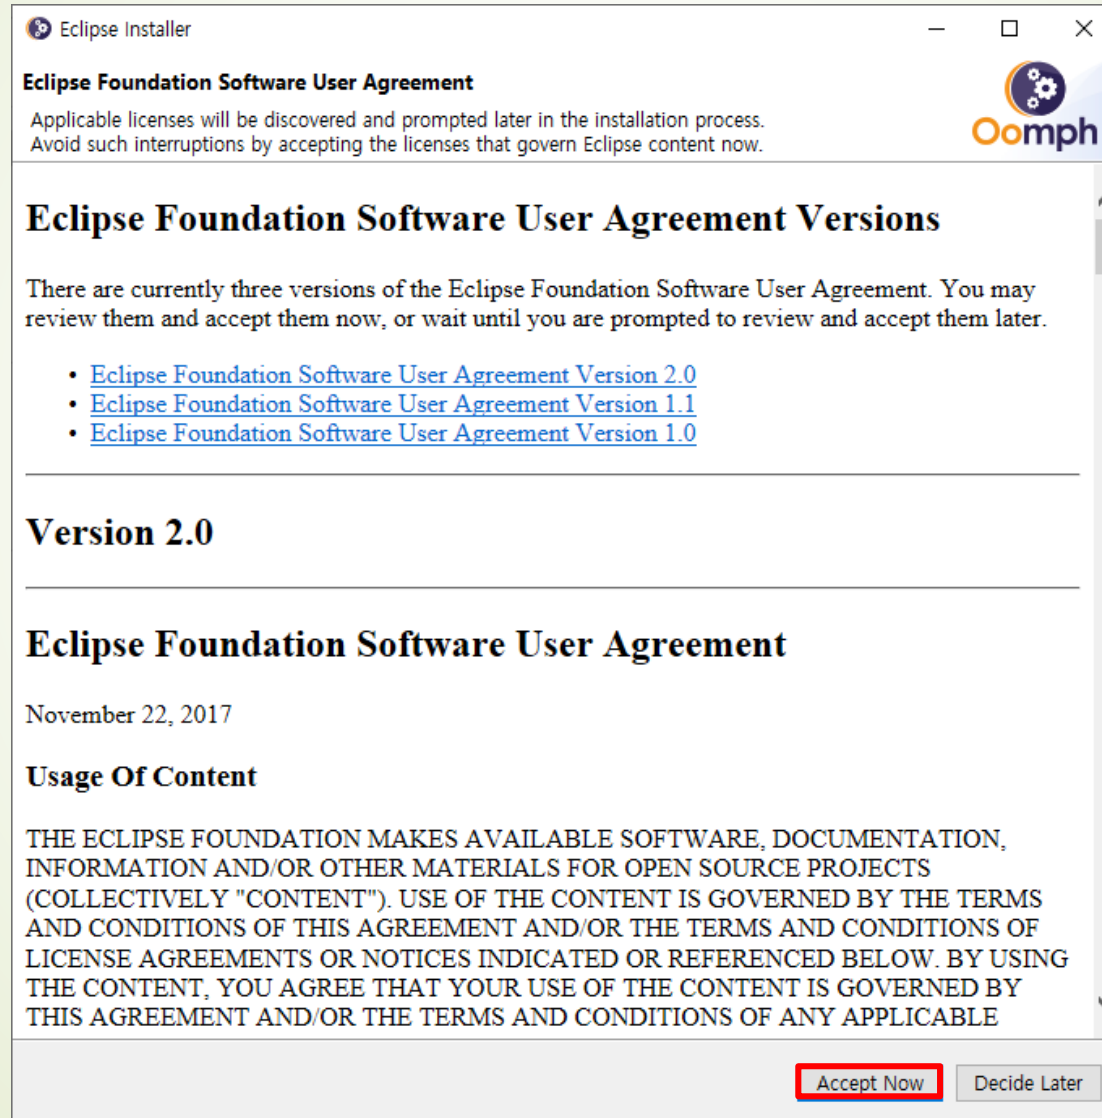 Eclipse Installer
Eclipse Foundation Software User Agreement
Applicable licenses will be discovered and prompted later in the installation process.
Avoid such interruptions by accepting the licenses that govern Eclipse content now.
Oomph
Eclipse Foundation Software User Agreement Versions
There are currently three versions of the Eclipse Foundation Software User Agreement. You may
review them and accept them now, or wait until you are prompted to review and accept them later.
• Eclipse Foundation Software User Agreement Version 2.0
• Eclipse Foundation Software User Agreement Version 1.1
• Eclipse Foundation Software User Agreement Version 1.0
Version 2.0
Eclipse Foundation Software User Agreement
November 22, 2017
Usage Of Content
THE ECLIPSE FOUNDATION MAKES AVAILABLE SOFTWARE, DOCUMENTATION,
INFORMATION AND/OR OTHER MATERIALS FOR OPEN SOURCE PROJECTS
(COLLECTIVELY "CONTENT"). USE OF THE CONTENT IS GOVERNED BY THE TERMS
AND CONDITIONS OF THIS AGREEMENT AND/OR THE TERMS AND CONDITIONS OF
LICENSE AGREEMENTS OR NOTICES INDICATED OR REFERENCED BELOW. BY USING
THE CONTENT, YOU AGREE THAT YOUR USE OF THE CONTENT IS GOVERNED BY
THIS AGREEMENT AND/OR THE TERMS AND CONDITIONS OF ANY APPLICABLE
Accept Now
Decide Later